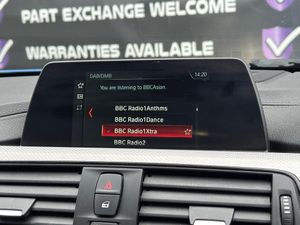 PART EXCHANGE WELCOME
WARRANTIES AVAILABLE
DAB/DMB
14:20
You are listening to BBCAsian.
BBC Radio1Anthms
BBC Radio1Dance
BBC Radio1Xtra
BBC Radio2